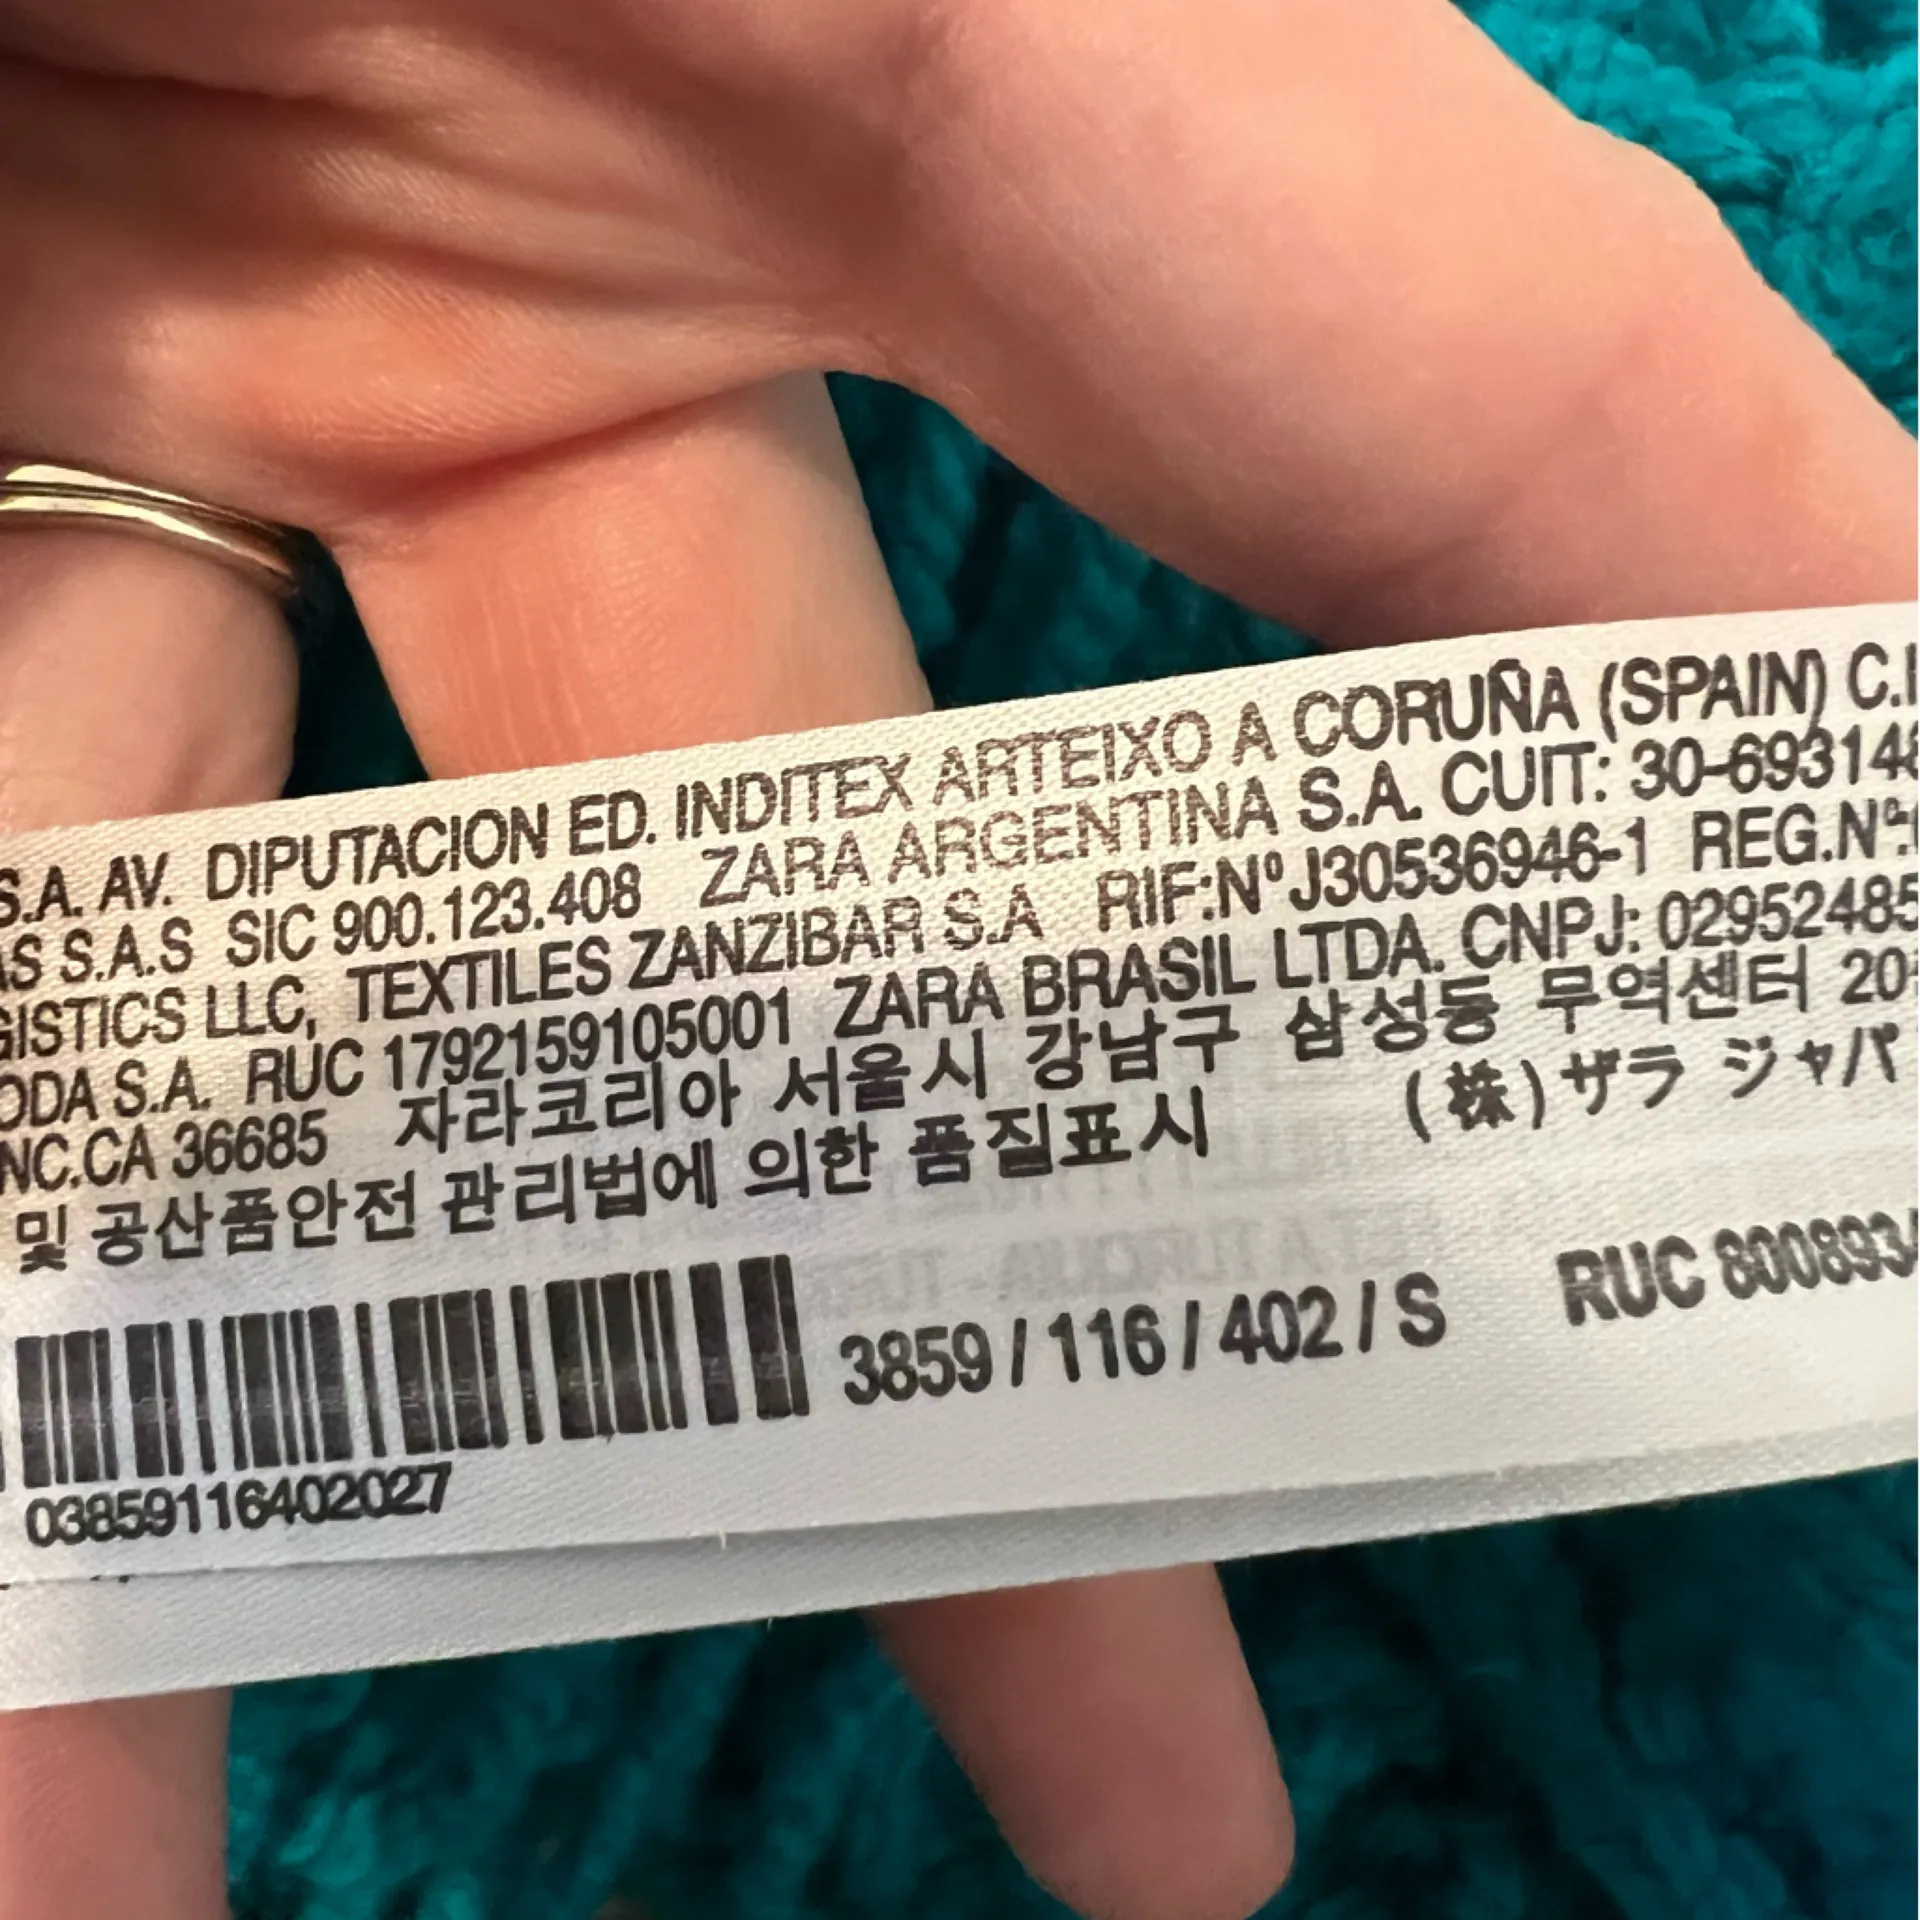 S.A. AV. DIPUTACION ED. INDITEX ARTEIXO A CORUÑA (SPAIN) C.I
AS S.A.S SIC 900.123.408 ZARA ARGENTINA S.A. CUIT: 30-693148
GISTICS LLC, TEXTILES ZANZIBAR S.A RIF:Nº J30536946-1 REG.Nº:
ODA S.A. RUC 1792159105001 ZARA BRASIL LTDA. CNPJ: 02952485
NC.CA 36685 자라코리아 서울시 강남구 삼성동 무역센터 20
및 공산품안전 관리법에 의한 품질표시 (株)ザラ ジャパ
3859 / 116 / 402 / S RUC 8008934
03859116402027